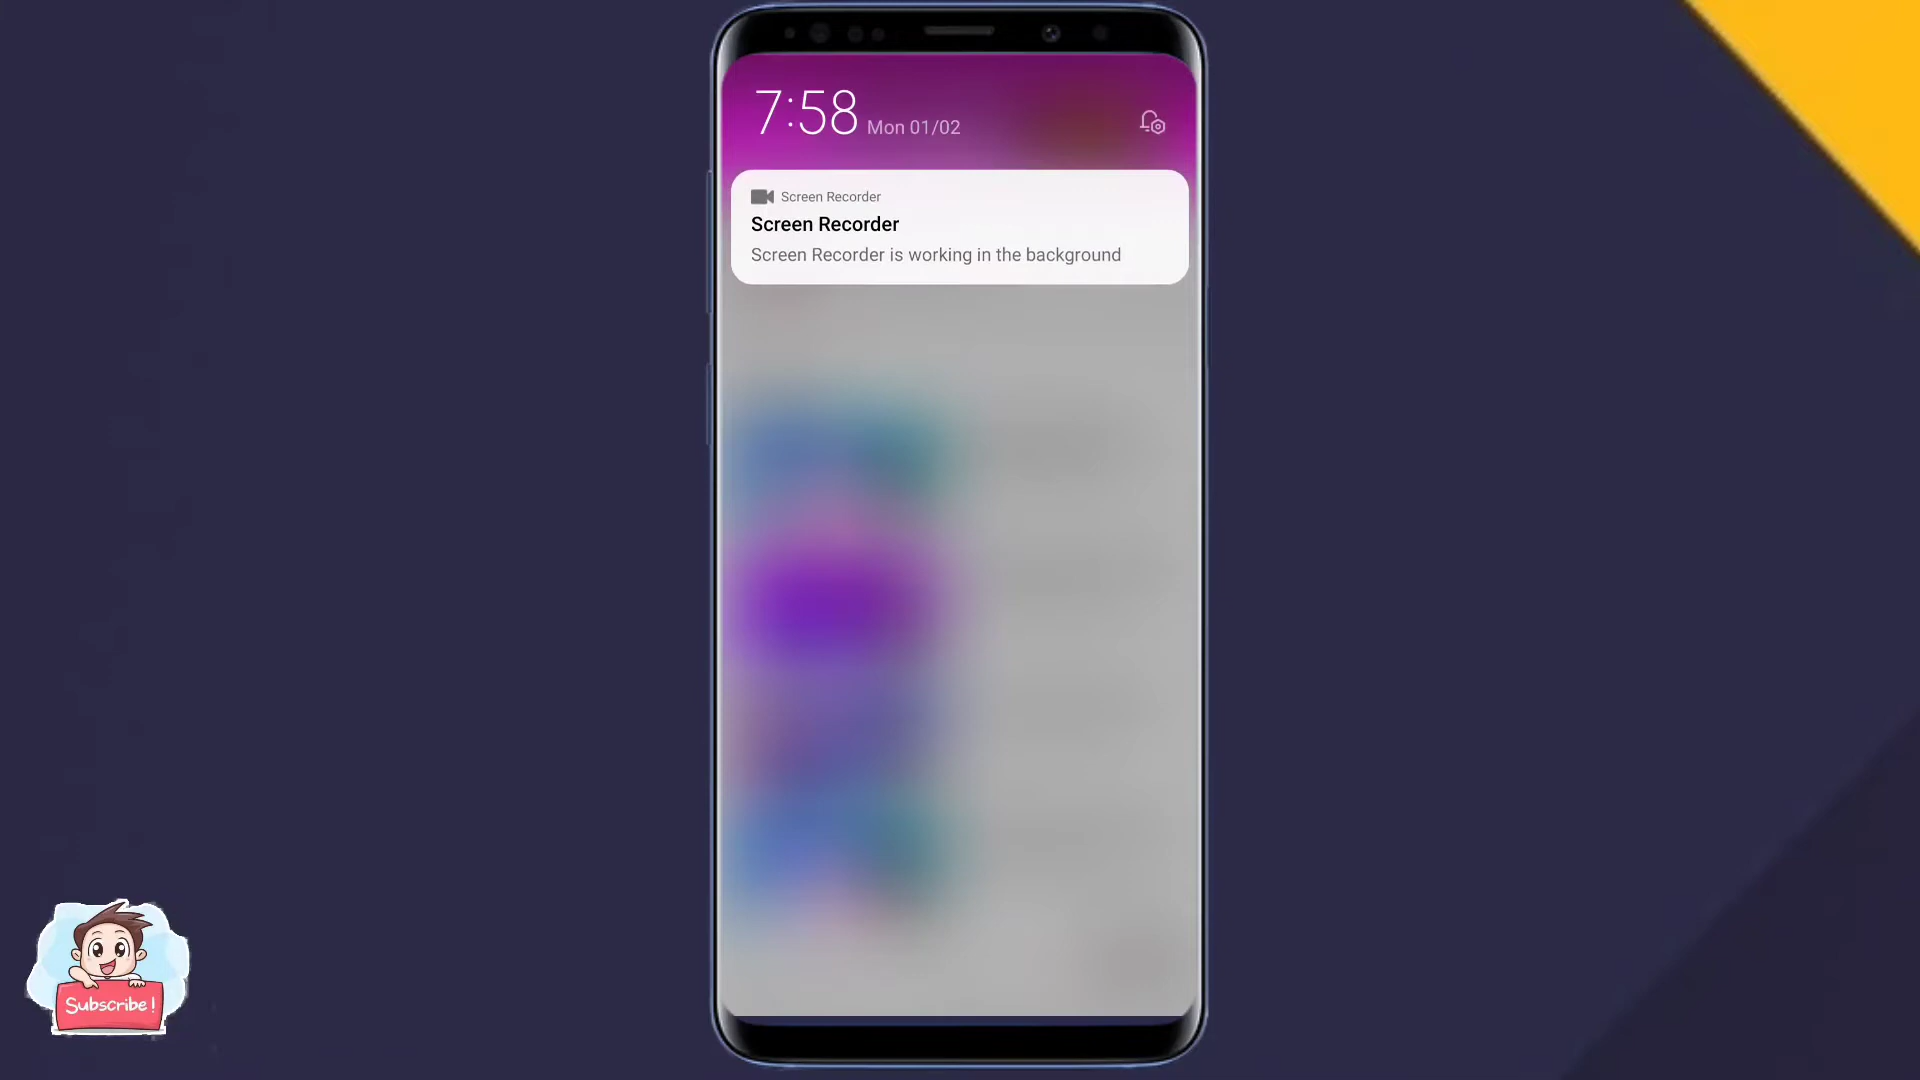 7:58 Mon 01/02
Screen Recorder
Screen Recorder
Screen Recorder is working in the background
Subscribe!